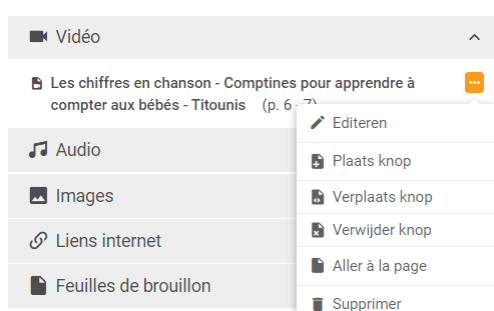 Vidéo
Les chiffres en chanson - Comptines pour apprendre à
compter aux bébés - Titounis (p. 6 - 7)
Editeren
Audio
Plaats knop
Images
Verplaats knop
Verwijder knop
Liens internet
Aller à la page
Feuilles de brouillon
Supprimer